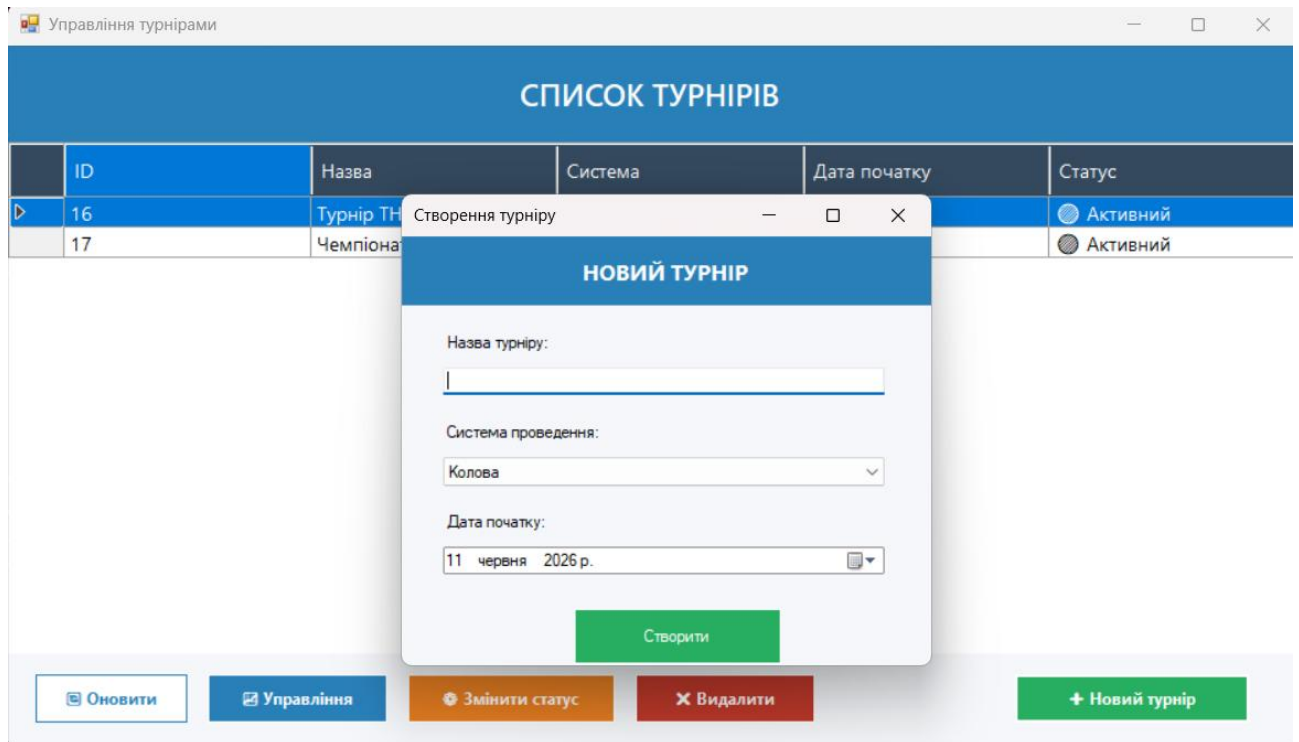 Управління турнірами
СПИСОК ТУРНІРІВ
ID Назва Система Дата початку Статус
16 Турнір ТН Активний
17 Чемпіона Активний
Створення турніру
НОВИЙ ТУРНІР
Назва турніру:
Система проведення:
Колова
Дата початку:
11 червня 2026 р.
Створити
Оновити Управління Змінити статус Видалити + Новий турнір